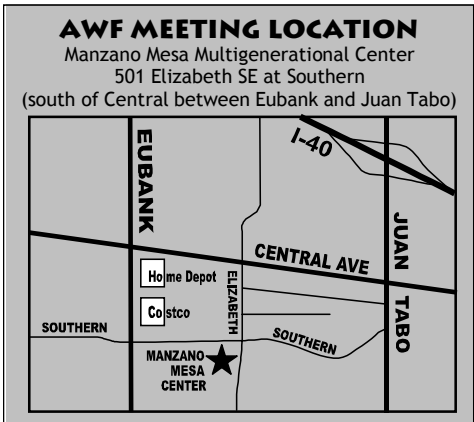 AWF MEETING LOCATION
Manzano Mesa Multigenerational Center
501 Elizabeth SE at Southern
(south of Central between Eubank and Juan Tabo)
EUBANK
I-40
JUAN TABO
CENTRAL AVE
Home Depot
ELIZABETH
Costco
SOUTHERN
SOUTHERN
MANZANO
MESA
CENTER